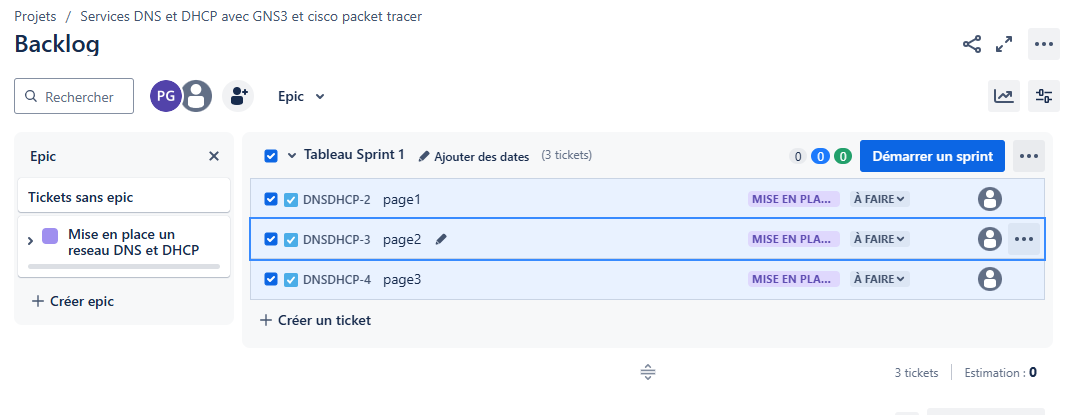 Projets / Services DNS et DHCP avec GNS3 et cisco packet tracer
Backlog
Rechercher
PG
Epic
Epic
Tickets sans epic
Mise en place un
reseau DNS et DHCP
Créer epic
Tableau Sprint 1 Ajouter des dates (3 tickets) 0 0 0 Démarrer un sprint
DNSDHCP-2 page1 MISE EN PLA... À FAIRE
DNSDHCP-3 page2 MISE EN PLA... À FAIRE
DNSDHCP-4 page3 MISE EN PLA... À FAIRE
Créer un ticket
3 tickets Estimation : 0